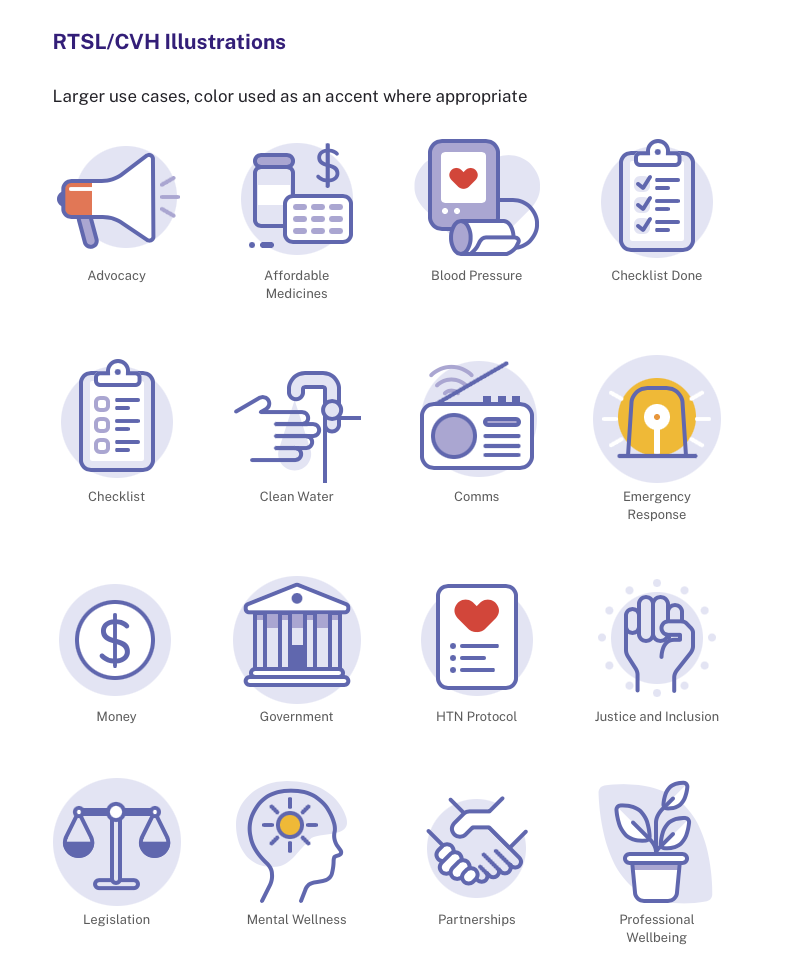 RTSL/CVH Illustrations
Larger use cases, color used as an accent where appropriate
$
Advocacy
Affordable
Medicines
Blood Pressure
Checklist Done
Checklist
Clean Water
Comms
Emergency
Response
$
Money
Government
HTN Protocol
Justice and Inclusion
Legislation
Mental Wellness
Partnerships
Professional
Wellbeing